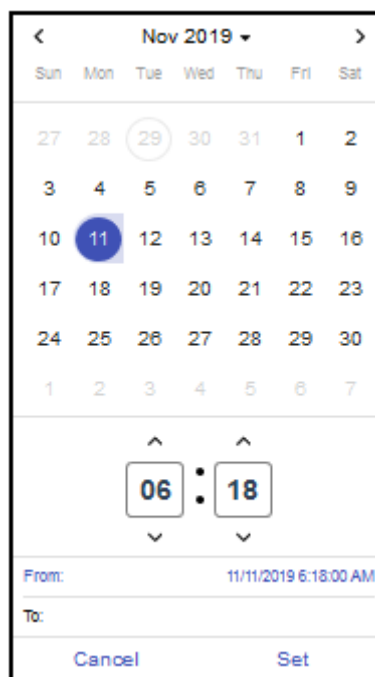 Nov 2019
Sun Mon Tue Wed Thu Fri Sat
27 28 29 30 31 1 2
3 4 5 6 7 8 9
10 11 12 13 14 15 16
17 18 19 20 21 22 23
24 25 26 27 28 29 30
1 2 3 4 5 6 7
06 : 18
From: 11/11/2019 6:18:00 AM
To:
Cancel Set